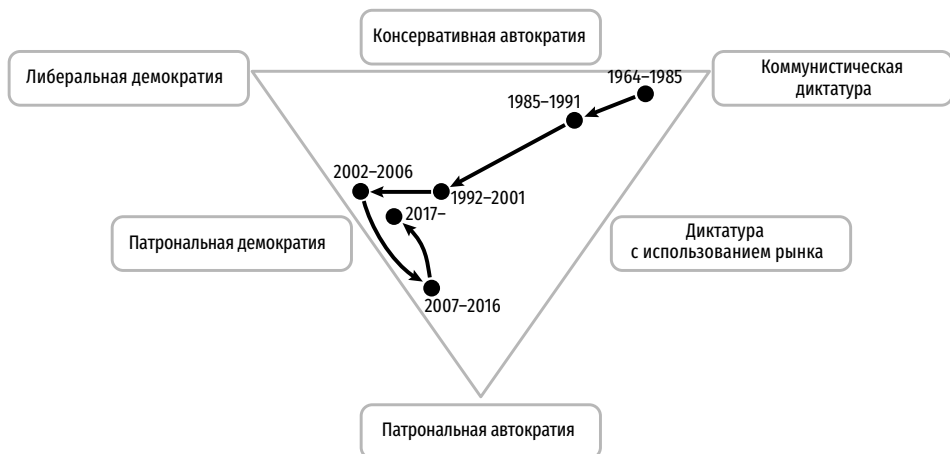 Консервативная автократия
Либеральная демократия
Коммунистическая
диктатура
1964–1985
1985–1991
2002–2006
1992–2001
2017–
Патрональная демократия
Диктатура
с использованием рынка
2007–2016
Патрональная автократия